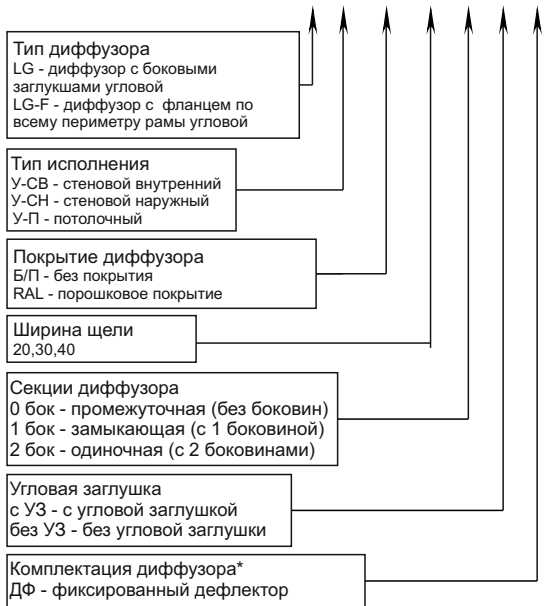 Тип диффузора
LG - диффузор с боковыми
заглукшами угловой
LG-F - диффузор с фланцем по
всему периметру рамы угловой
Тип исполнения
У-СВ - стеновой внутренний
У-СН - стеновой наружный
У-П - потолочный
Покрытие диффузора
Б/П - без покрытия
RAL - порошковое покрытие
Ширина щели
20,30,40
Секции диффузора
0 бок - промежуточная (без боковин)
1 бок - замыкающая (с 1 боковиной)
2 бок - одиночная (с 2 боковинами)
Угловая заглушка
с УЗ - с угловой заглушкой
без УЗ - без угловой заглушки
Комплектация диффузора*
ДФ - фиксированный дефлектор